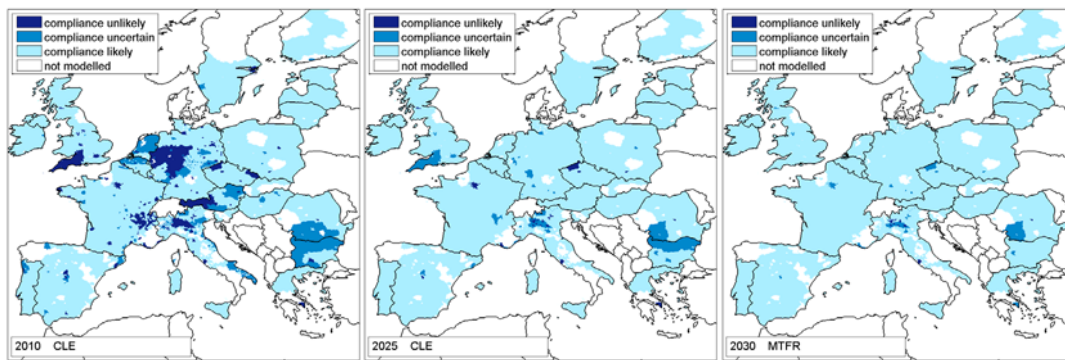 compliance unlikely
compliance uncertain
compliance likely
not modelled
2010 CLE
compliance unlikely
compliance uncertain
compliance likely
not modelled
2025 CLE
compliance unlikely
compliance uncertain
compliance likely
not modelled
2030 MTFR